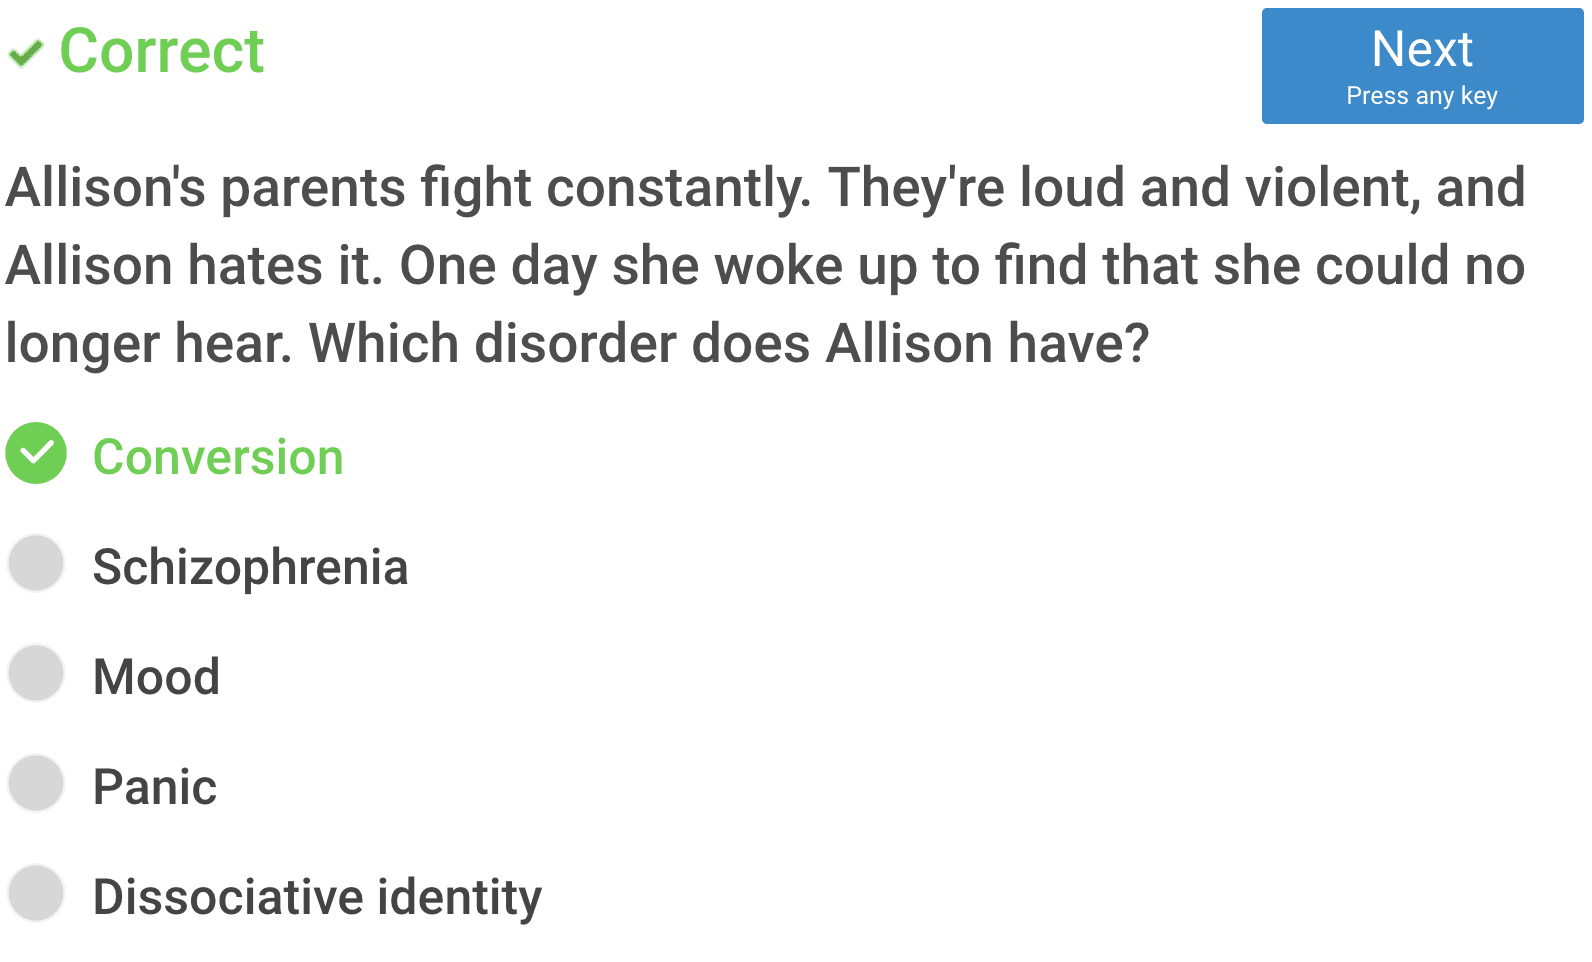 Correct
Next
Press any key
Allison's parents fight constantly. They're loud and violent, and
Allison hates it. One day she woke up to find that she could no
longer hear. Which disorder does Allison have?
Conversion
Schizophrenia
Mood
Panic
Dissociative identity